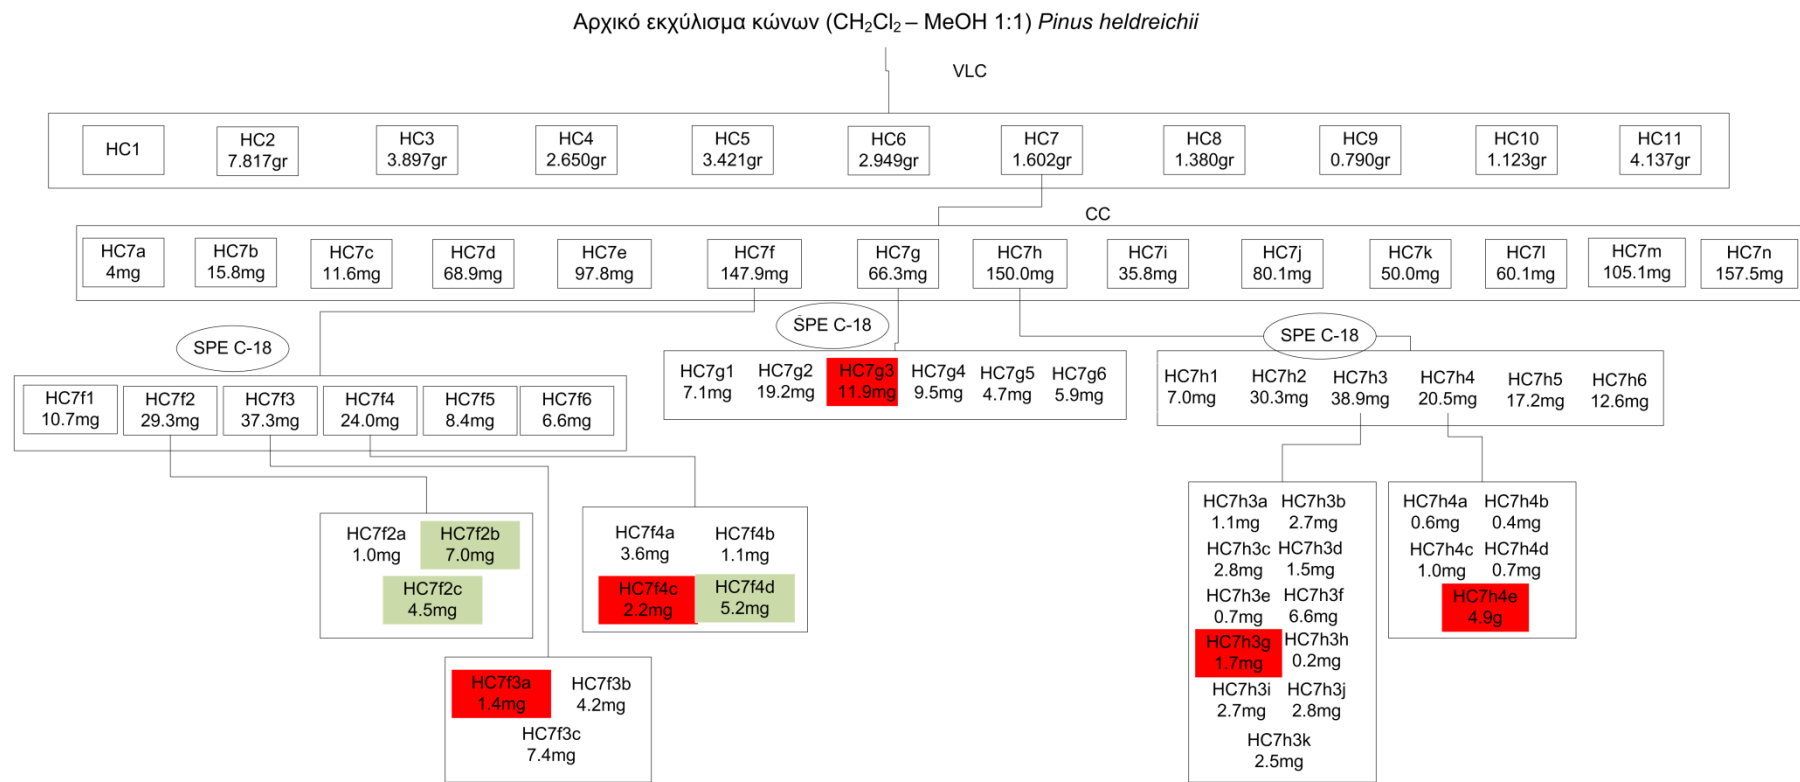 Αρχικό εκχύλισμα κώνων (CH₂Cl₂ – MeOH 1:1) Pinus heldreichii
VLC
HC1
HC2
7.817gr
HC3
3.897gr
HC4
2.650gr
HC5
3.421gr
HC6
2.949gr
HC7
1.602gr
HC8
1.380gr
HC9
0.790gr
HC10
1.123gr
HC11
4.137gr
CC
HC7a
4mg
HC7b
15.8mg
HC7c
11.6mg
HC7d
68.9mg
HC7e
97.8mg
HC7f
147.9mg
HC7g
66.3mg
HC7h
150.0mg
HC7i
35.8mg
HC7j
80.1mg
HC7k
50.0mg
HC7l
60.1mg
HC7m
105.1mg
HC7n
157.5mg
SPE C-18
SPE C-18
SPE C-18
HC7f1
10.7mg
HC7f2
29.3mg
HC7f3
37.3mg
HC7f4
24.0mg
HC7f5
8.4mg
HC7f6
6.6mg
HC7g1
7.1mg
HC7g2
19.2mg
HC7g3
11.9mg
HC7g4
9.5mg
HC7g5
4.7mg
HC7g6
5.9mg
HC7h1
7.0mg
HC7h2
30.3mg
HC7h3
38.9mg
HC7h4
20.5mg
HC7h5
17.2mg
HC7h6
12.6mg
HC7f2a
1.0mg
HC7f2b
7.0mg
HC7f2c
4.5mg
HC7f4a
3.6mg
HC7f4b
1.1mg
HC7f4c
2.2mg
HC7f4d
5.2mg
HC7f3a
1.4mg
HC7f3b
4.2mg
HC7f3c
7.4mg
HC7h3a
1.1mg
HC7h3b
2.7mg
HC7h3c
2.8mg
HC7h3d
1.5mg
HC7h3e
0.7mg
HC7h3f
6.6mg
HC7h3g
1.7mg
HC7h3h
0.2mg
HC7h3i
2.7mg
HC7h3j
2.8mg
HC7h3k
2.5mg
HC7h4a
0.6mg
HC7h4b
0.4mg
HC7h4c
1.0mg
HC7h4d
0.7mg
HC7h4e
4.9g